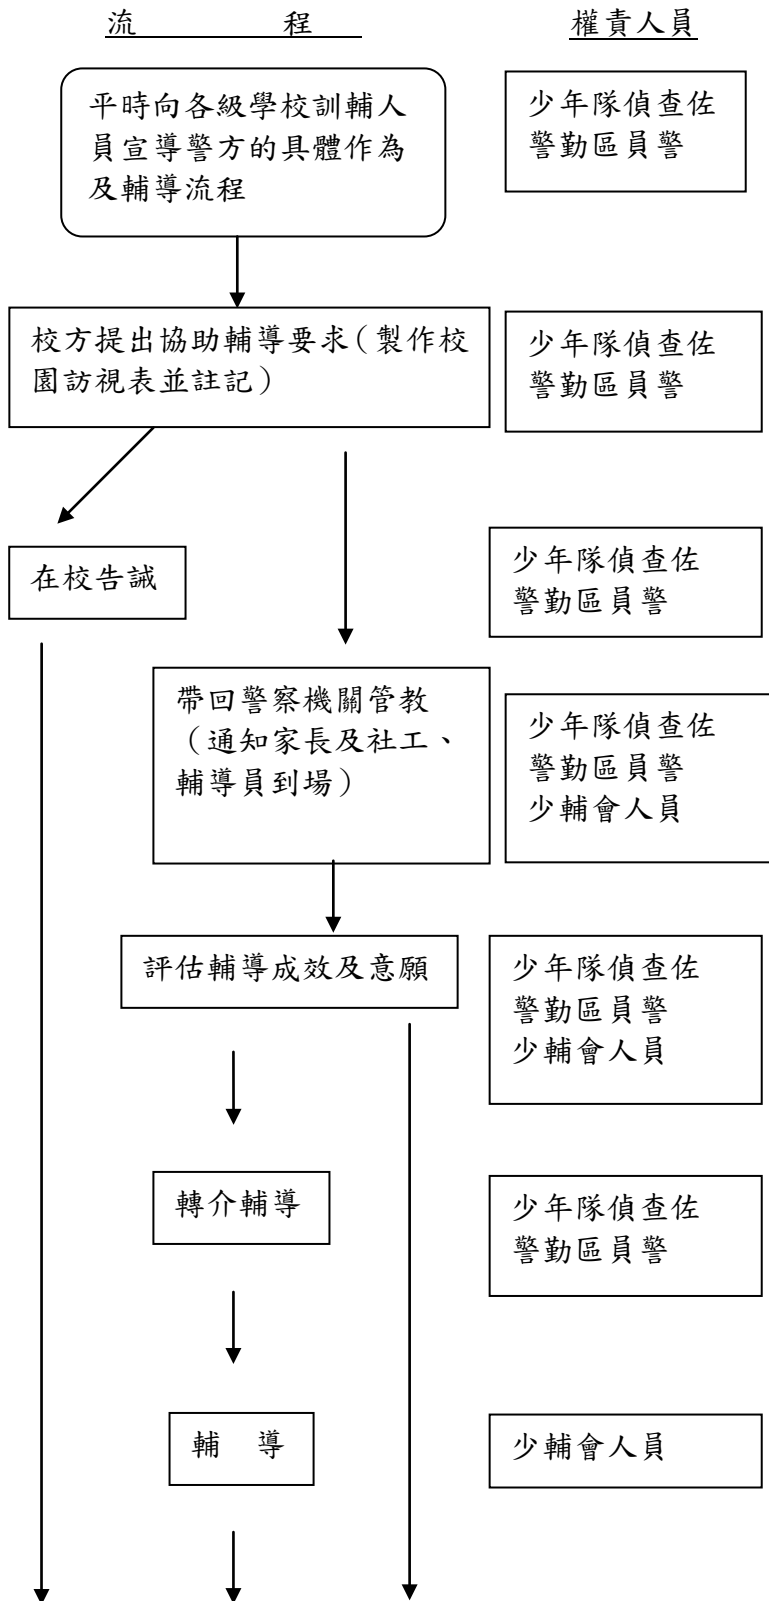 流程 權責人員
平時向各級學校訓輔人
員宣導警方的具體作為
及輔導流程
少年隊偵查佐
警勤區員警
校方提出協助輔導要求（製作校
園訪視表並註記）
少年隊偵查佐
警勤區員警
在校告誡
少年隊偵查佐
警勤區員警
帶回警察機關管教
（通知家長及社工、
輔導員到場）
少年隊偵查佐
警勤區員警
少輔會人員
評估輔導成效及意願
少年隊偵查佐
警勤區員警
少輔會人員
轉介輔導
少年隊偵查佐
警勤區員警
輔 導
少輔會人員